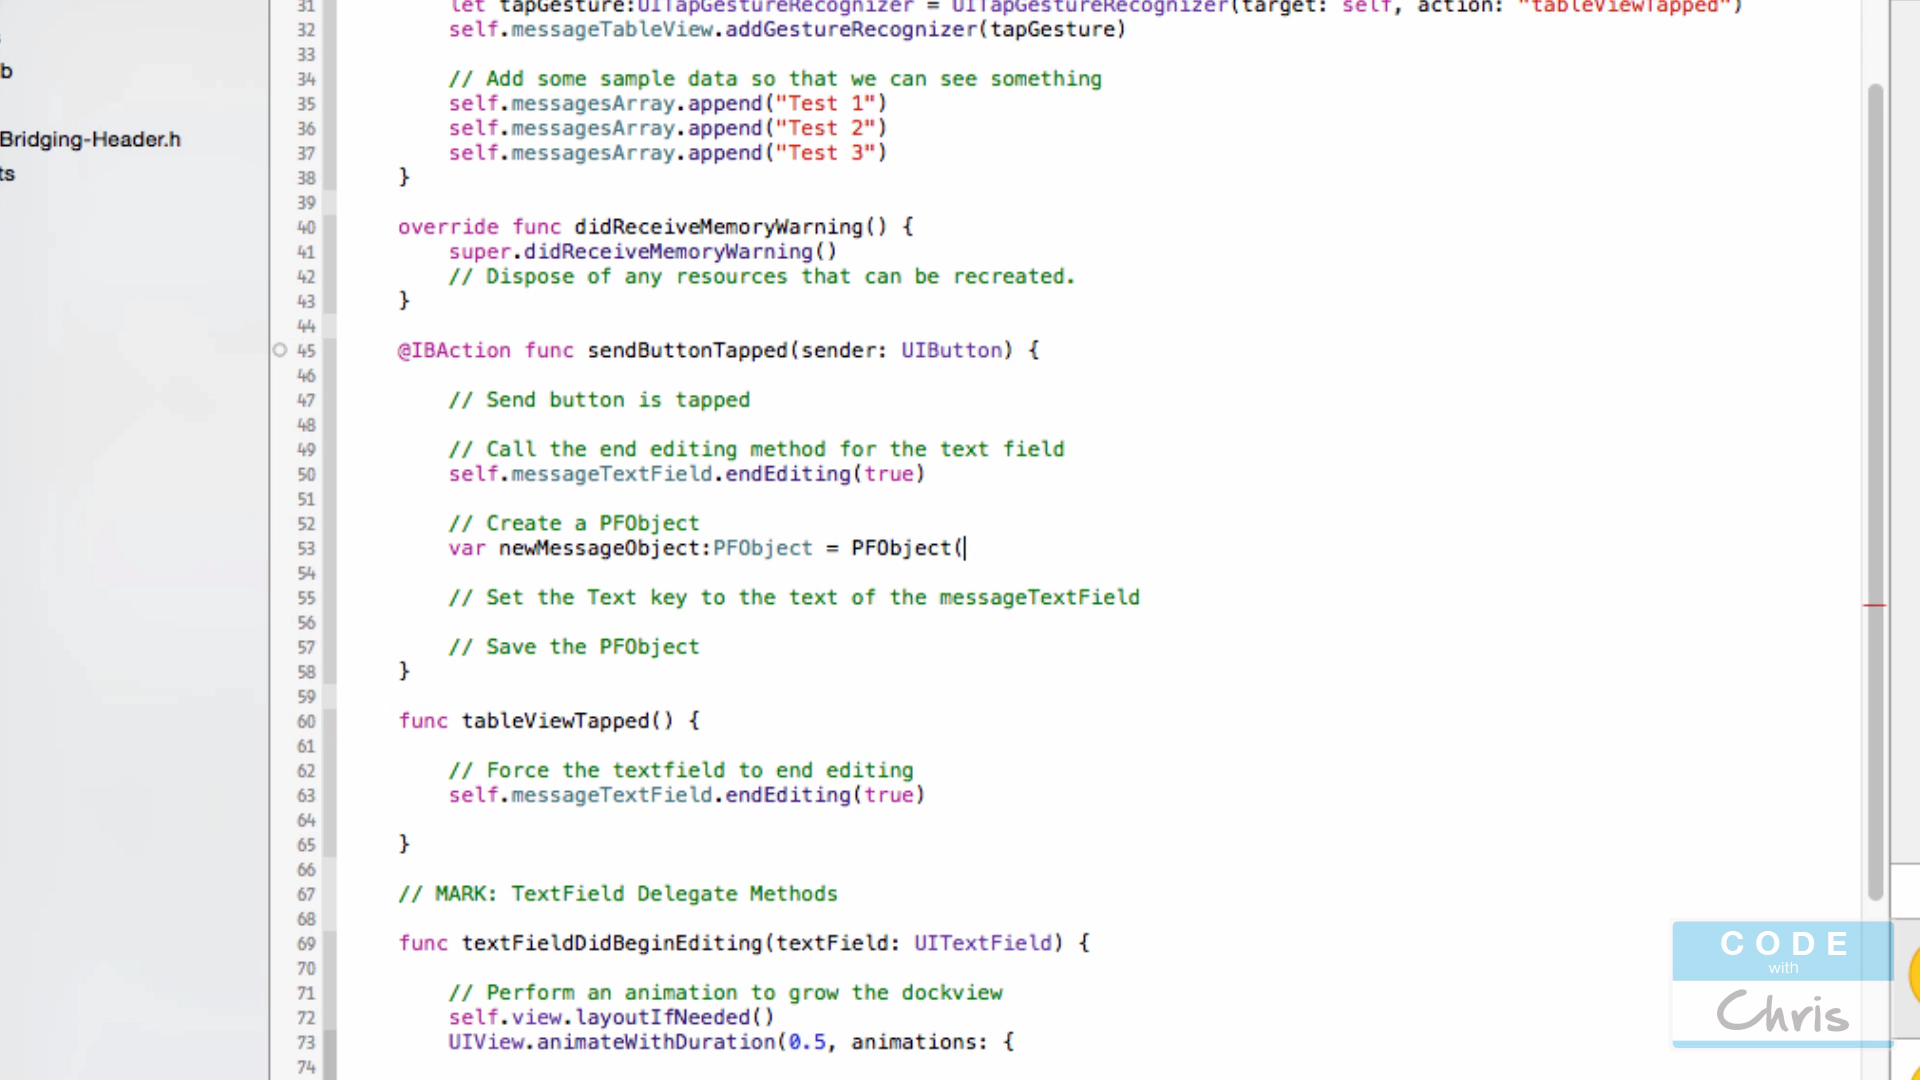 b
Bridging-Header.h
ts
31 let tapGesture:UITapGestureRecognizer = UITapGestureRecognizer(target: self, action: "tableViewTapped")
32 self.messageTableView.addGestureRecognizer(tapGesture)
33
34 // Add some sample data so that we can see something
35 self.messagesArray.append("Test 1")
36 self.messagesArray.append("Test 2")
37 self.messagesArray.append("Test 3")
38 }
39
40 override func didReceiveMemoryWarning() {
41 super.didReceiveMemoryWarning()
42 // Dispose of any resources that can be recreated.
43 }
44
45 @IBAction func sendButtonTapped(sender: UIButton) {
46
47 // Send button is tapped
48
49 // Call the end editing method for the text field
50 self.messageTextField.endEditing(true)
51
52 // Create a PFObject
53 var newMessageObject:PFObject = PFObject(
54
55 // Set the Text key to the text of the messageTextField
56
57 // Save the PFObject
58 }
59
60 func tableViewTapped() {
61
62 // Force the textfield to end editing
63 self.messageTextField.endEditing(true)
64
65 }
66
67 // MARK: TextField Delegate Methods
68
69 func textFieldDidBeginEditing(textField: UITextField) {
70
71 // Perform an animation to grow the dockview
72 self.view.layoutIfNeeded()
73 UIView.animateWithDuration(0.5, animations: {
74
CODE
with
Chris